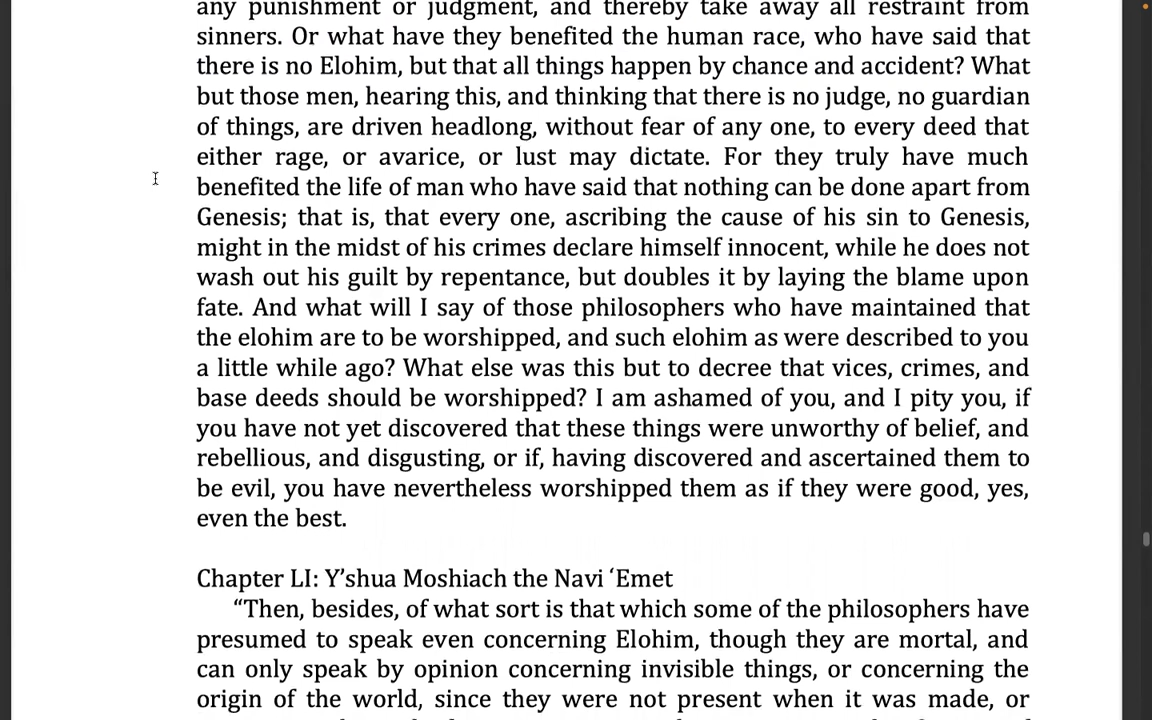 any punishment or judgment, and thereby take away all restraint from
sinners. Or what have they benefited the human race, who have said that
there is no Elohim, but that all things happen by chance and accident? What
but those men, hearing this, and thinking that there is no judge, no guardian
of things, are driven headlong, without fear of any one, to every deed that
either rage, or avarice, or lust may dictate. For they truly have much
benefited the life of man who have said that nothing can be done apart from
Genesis; that is, that every one, ascribing the cause of his sin to Genesis,
might in the midst of his crimes declare himself innocent, while he does not
wash out his guilt by repentance, but doubles it by laying the blame upon
fate. And what will I say of those philosophers who have maintained that
the elohim are to be worshipped, and such elohim as were described to you
a little while ago? What else was this but to decree that vices, crimes, and
base deeds should be worshipped? I am ashamed of you, and I pity you, if
you have not yet discovered that these things were unworthy of belief, and
rebellious, and disgusting, or if, having discovered and ascertained them to
be evil, you have nevertheless worshipped them as if they were good, yes,
even the best.
Chapter LI: Y’shua Moshiach the Navi ‘Emet
“Then, besides, of what sort is that which some of the philosophers have
presumed to speak even concerning Elohim, though they are mortal, and
can only speak by opinion concerning invisible things, or concerning the
origin of the world, since they were not present when it was made, or